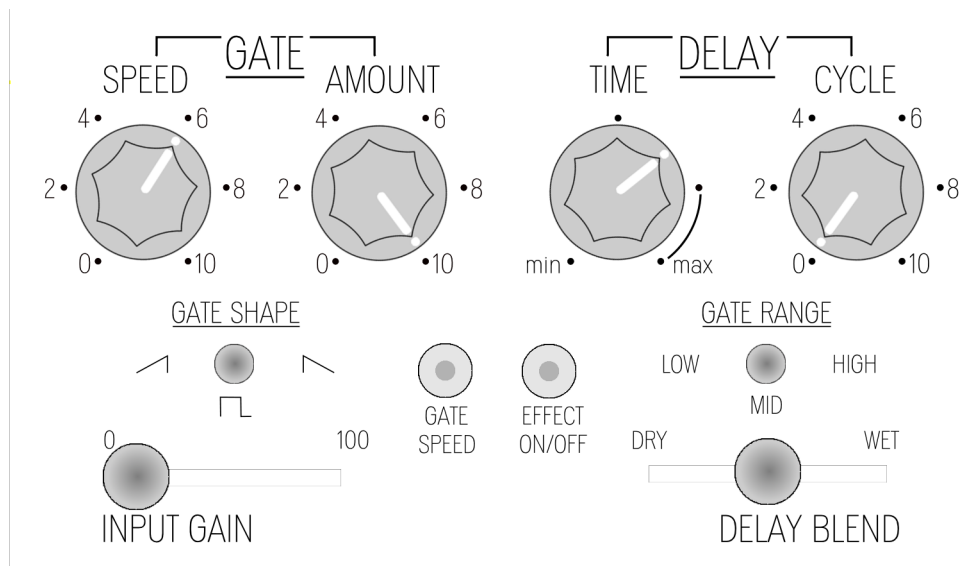 GATE
DELAY
SPEED
AMOUNT
TIME
CYCLE
4 6
4 6
4 6
2 8
2 8
2 8
0 10
0 10
min max
0 10
GATE SHAPE
GATE RANGE
LOW
HIGH
MID
GATE
SPEED
EFFECT
ON/OFF
0 100
DRY WET
INPUT GAIN
DELAY BLEND